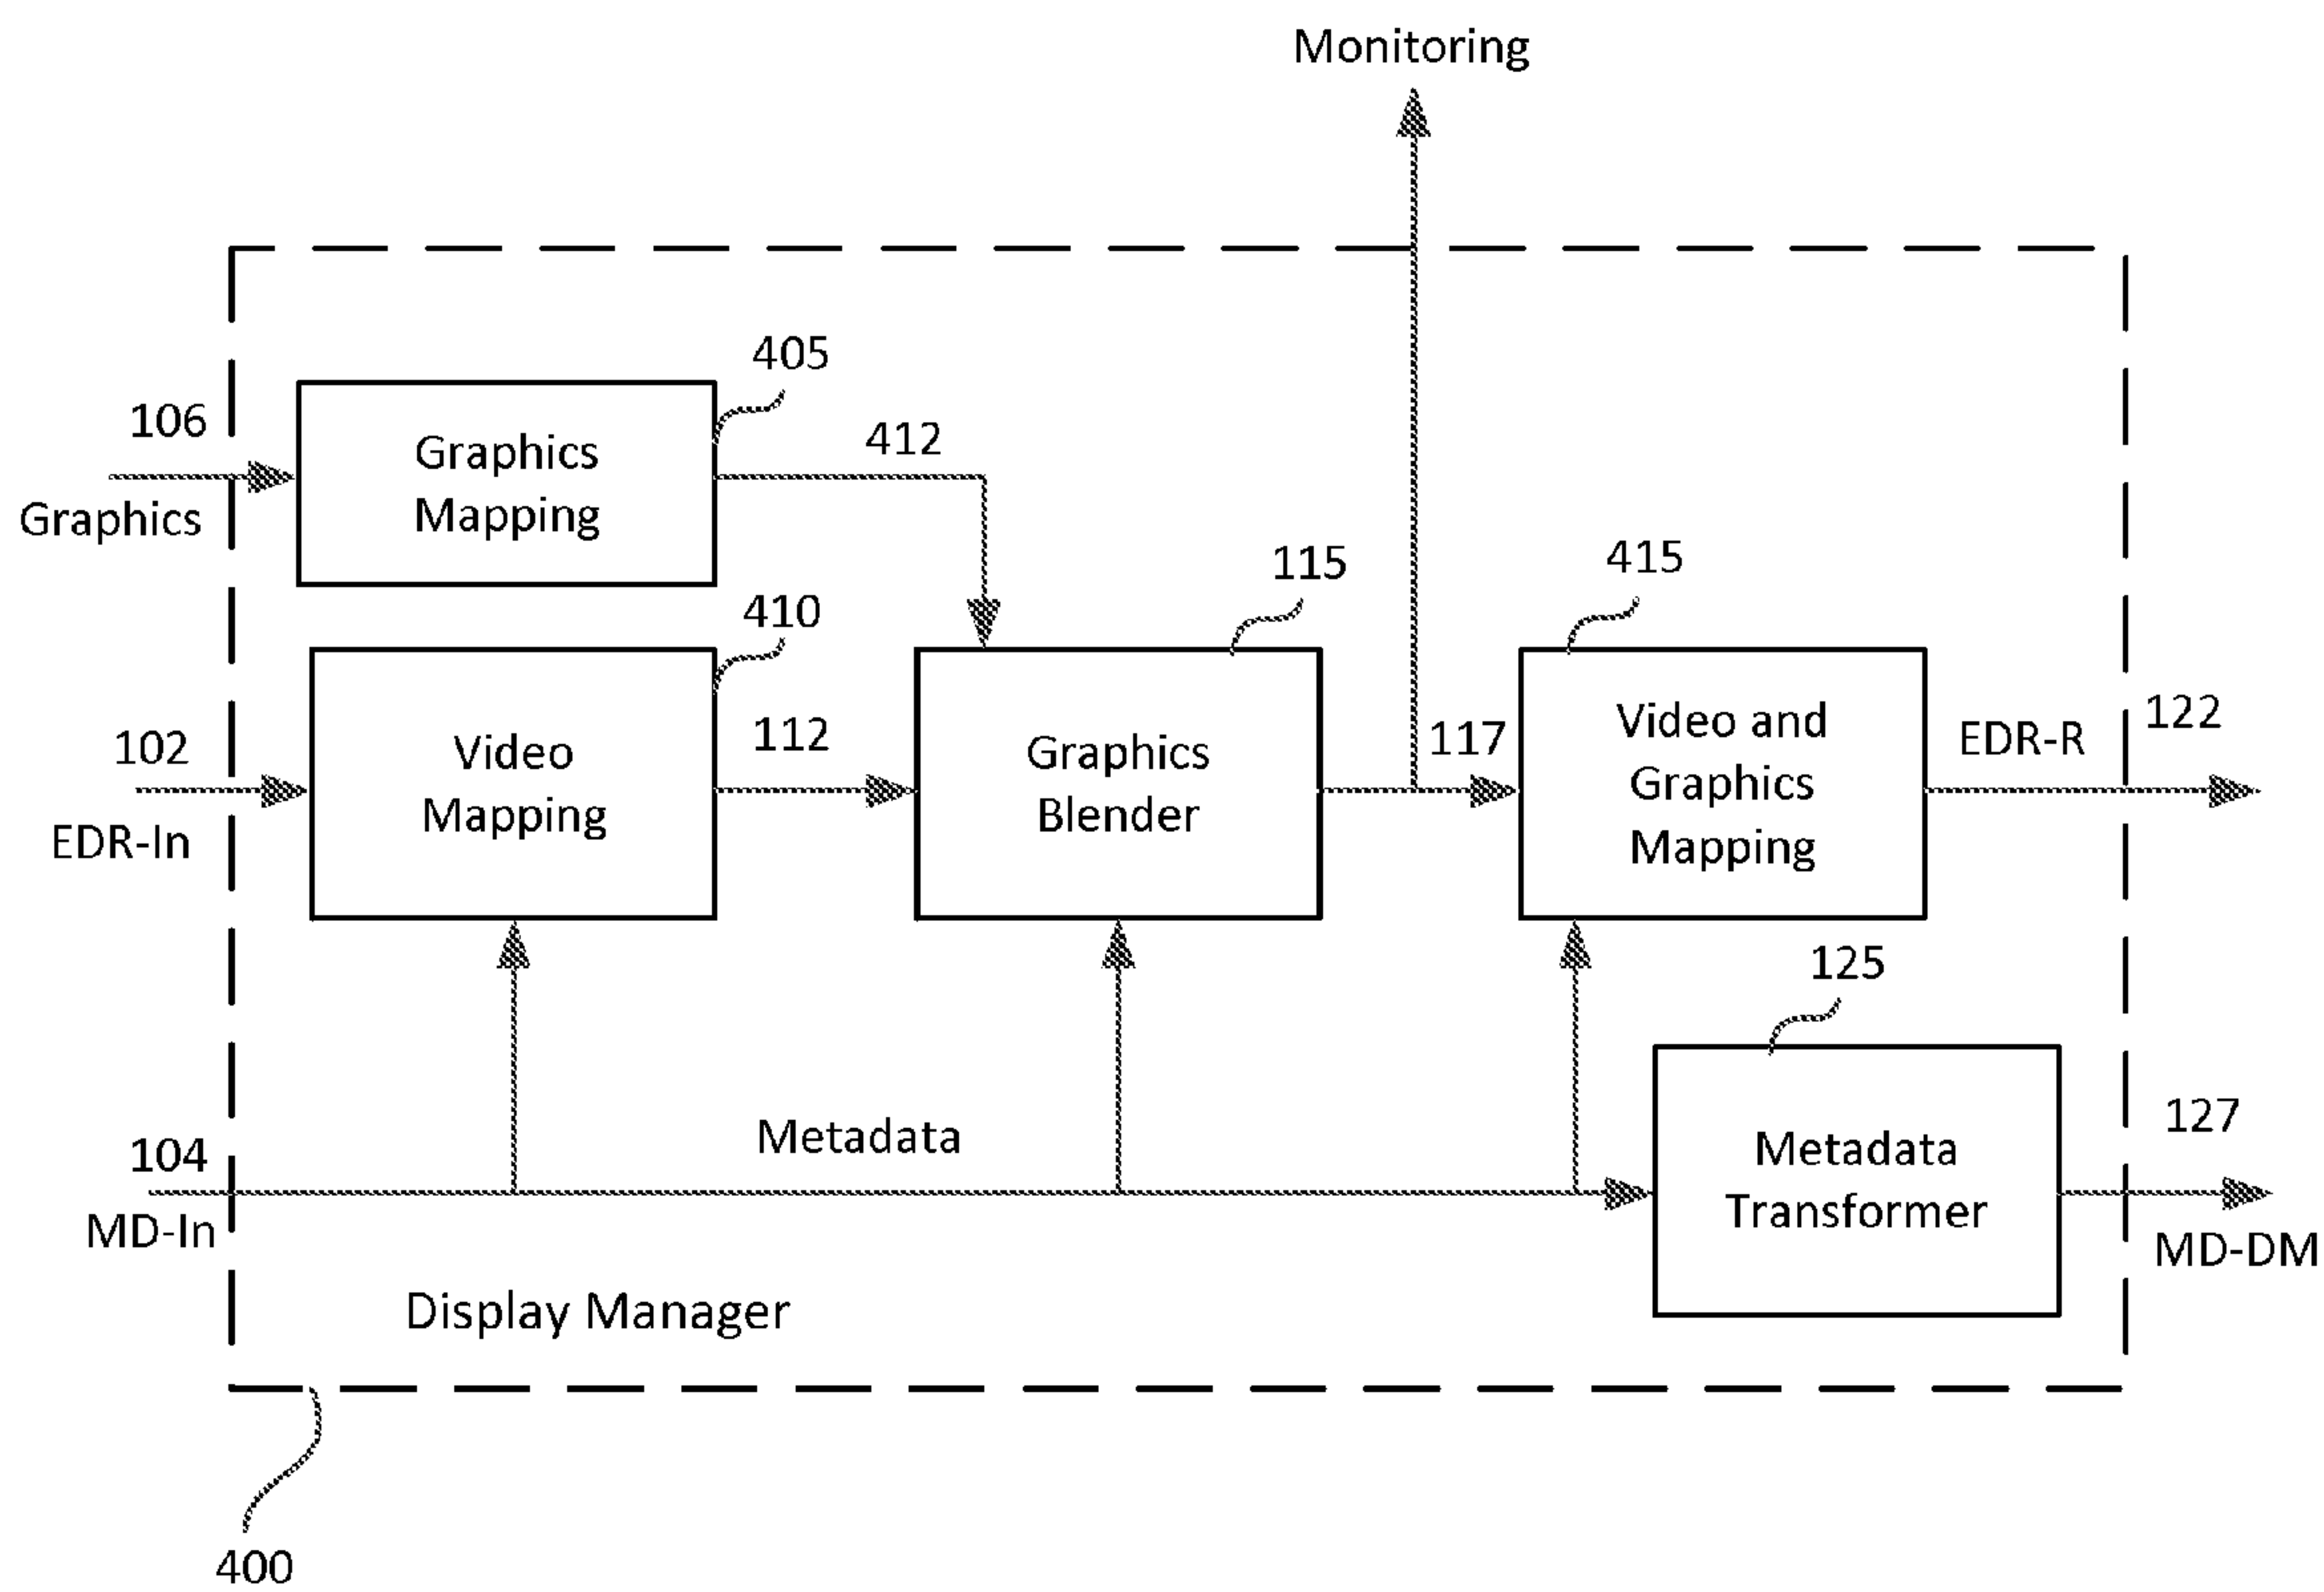 Monitoring
405
106
Graphics
Mapping
412
Graphics
115
415
410
102
Video
Mapping
112
Graphics
Blender
117
Video and
Graphics
Mapping
EDR-R
122
EDR-In
125
104
Metadata
Metadata
Transformer
127
MD-In
MD-DM
Display Manager
400